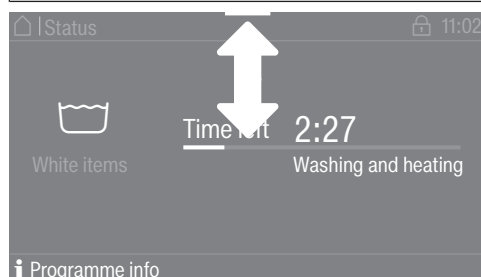 | Status 11:02
Time left 2:27
White items Washing and heating
i Programme info